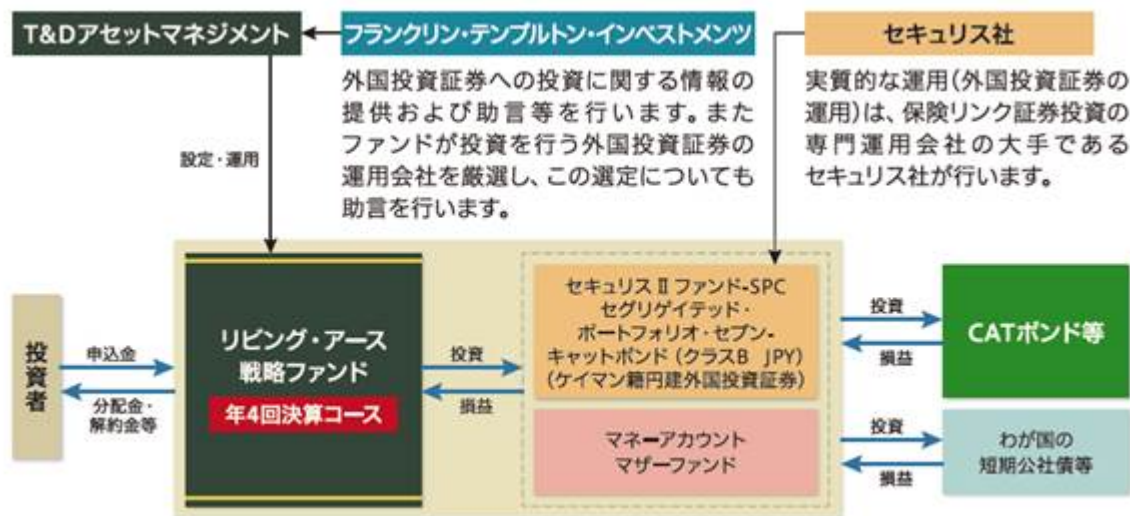 T&Dアセットマネジメント
フランクリン・テンプルトン・インベストメンツ
セキュリス社
外国投資証券への投資に関する情報の
提供および助言等を行います。また
ファンドが投資を行う外国投資証券の
運用会社を厳選し、この選定についても
助言を行います。
実質的な運用(外国投資証券の
運用)は、保険リンク証券投資の
専門運用会社の大手である
セキュリス社が行います。
設定・運用
投資者
申込金
分配金・
解約金等
リビング・アース
戦略ファンド
年4回決算コース
投資
損益
セキュリスⅡファンド-SPC
セグリゲイテッド・
ポートフォリオ・セブン-
キャットボンド(クラスB JPY)
(ケイマン籍円建外国投資証券)
投資
損益
CATボンド等
マネーアカウント
マザーファンド
投資
損益
わが国の
短期公社債等